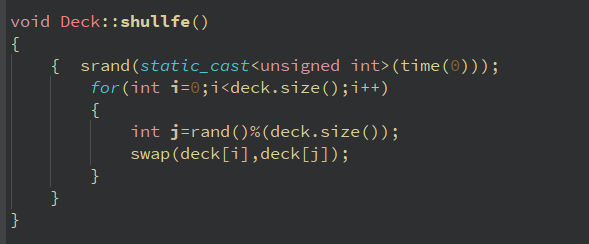 void Deck::shullfe()
{
    {  srand(static_cast<unsigned int>(time(0)));
        for(int i=0;i<deck.size();i++)
        {
            int j=rand()%(deck.size());
            swap(deck[i],deck[j]);
        }
    }
}